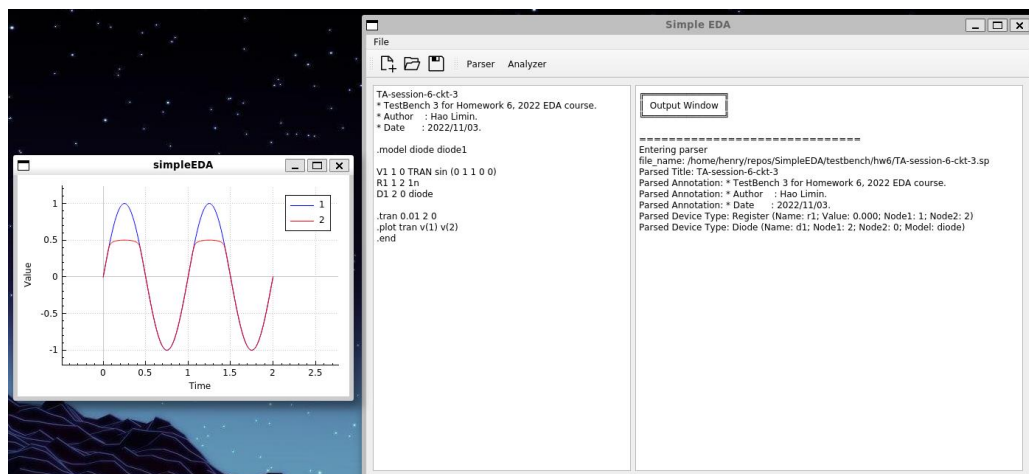 Simple EDA
File
Parser Analyzer
TA-session-6-ckt-3
* TestBench 3 for Homework 6, 2022 EDA course.
* Author : Hao Limin.
* Date : 2022/11/03.
.model diode diode1
V1 1 0 TRAN sin (0 1 1 0 0)
R1 1 2 1n
D1 2 0 diode
.tran 0.01 2 0
.plot tran v(1) v(2)
.end
Output Window
==============================
Entering parser
file_name: /home/henry/repos/SimpleEDA/testbench/hw6/TA-session-6-ckt-3.sp
Parsed Title: TA-session-6-ckt-3
Parsed Annotation: * TestBench 3 for Homework 6, 2022 EDA course.
Parsed Annotation: * Author : Hao Limin.
Parsed Annotation: * Date : 2022/11/03.
Parsed Device Type: Register (Name: r1; Value: 0.000; Node1: 1; Node2: 2)
Parsed Device Type: Diode (Name: d1; Node1: 2; Node2: 0; Model: diode)
simpleEDA
1
2
1
0.5
0
-0.5
-1
Value
0 0.5 1 1.5 2 2.5
Time